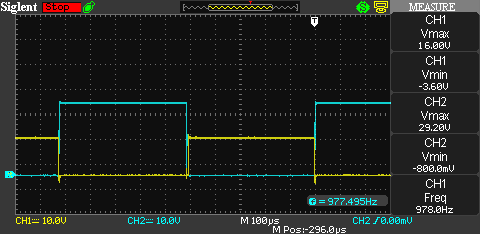 Siglent Stop MEASURE
T
CH1
Vmax
16.00V
CH1
Vmin
-3.60V
CH2
Vmax
29.20V
CH2
Vmin
-800.0mV
CH1
Freq
978.0Hz
= 977.495Hz
CH1 10.0V CH2 10.0V M 100µs CH2 /0.00mV
M Pos:-296.0µs